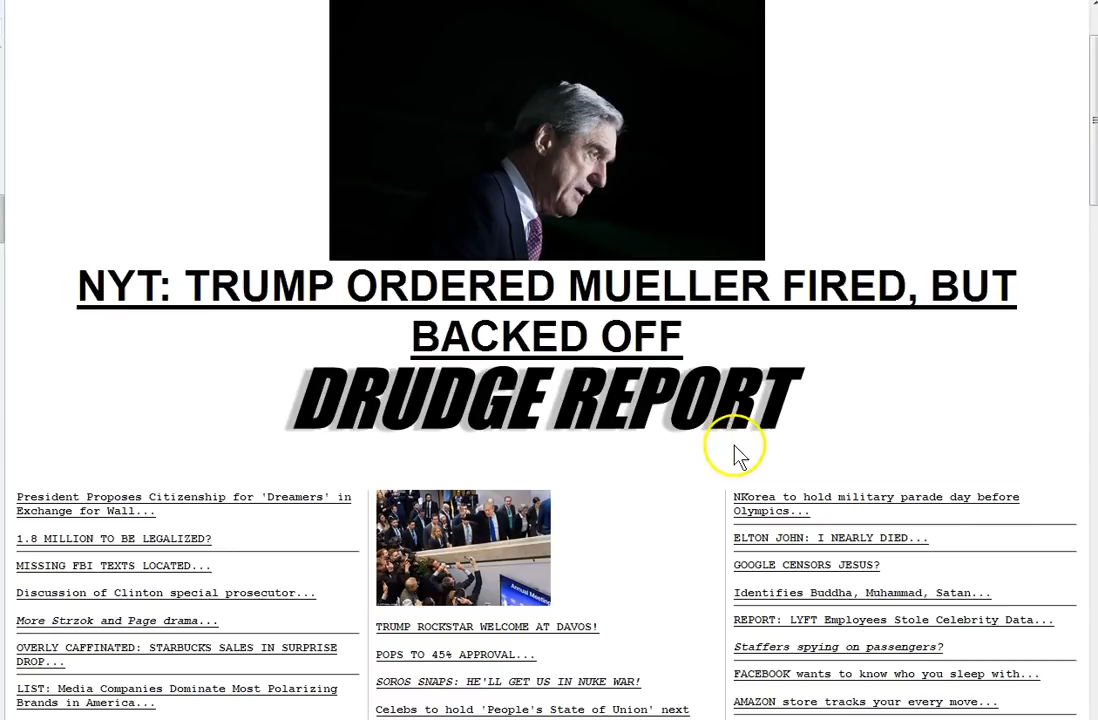 NYT: TRUMP ORDERED MUELLER FIRED, BUT
BACKED OFF
DRUDGE REPORT
President Proposes Citizenship for 'Dreamers' in
Exchange for Wall...
1.8 MILLION TO BE LEGALIZED?
MISSING FBI TEXTS LOCATED...
Discussion of Clinton special prosecutor...
More Strzok and Page drama...
OVERLY CAFFINATED: STARBUCKS SALES IN SURPRISE
DROP...
LIST: Media Companies Dominate Most Polarizing
Brands in America...
Annual Meeting
TRUMP ROCKSTAR WELCOME AT DAVOS!
POPS TO 45% APPROVAL...
SOROS SNAPS: HE'LL GET US IN NUKE WAR!
Celebs to hold 'People's State of Union' next
NKorea to hold military parade day before
Olympics...
ELTON JOHN: I NEARLY DIED...
GOOGLE CENSORS JESUS?
Identifies Buddha, Muhammad, Satan...
REPORT: LYFT Employees Stole Celebrity Data...
Staffers spying on passengers?
FACEBOOK wants to know who you sleep with...
AMAZON store tracks your every move...